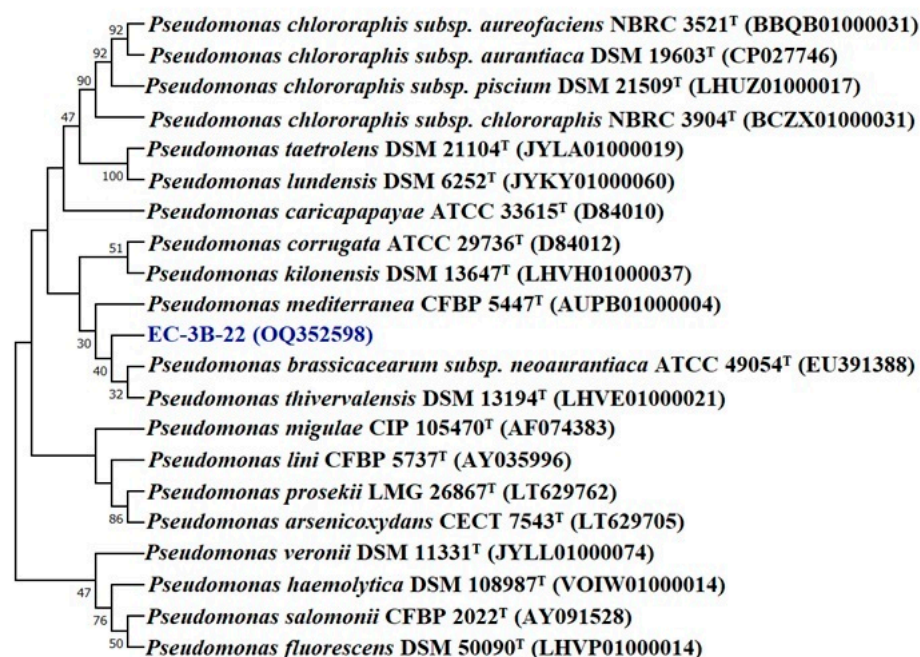 92
Pseudomonas chlororaphis subsp. aureofaciens NBRC 3521ᵀ (BBQB01000031)
92
Pseudomonas chlororaphis subsp. aurantiaca DSM 19603ᵀ (CP027746)
90
Pseudomonas chlororaphis subsp. piscium DSM 21509ᵀ (LHUZ01000017)
47
Pseudomonas chlororaphis subsp. chlororaphis NBRC 3904ᵀ (BCZX01000031)
Pseudomonas taetrolens DSM 21104ᵀ (JYLA01000019)
100
Pseudomonas lundensis DSM 6252ᵀ (JYKY01000060)
Pseudomonas caricapapayae ATCC 33615ᵀ (D84010)
51
Pseudomonas corrugata ATCC 29736ᵀ (D84012)
Pseudomonas kilonensis DSM 13647ᵀ (LHVH01000037)
Pseudomonas mediterranea CFBP 5447ᵀ (AUPB01000004)
30
EC-3B-22 (OQ352598)
40
Pseudomonas brassicacearum subsp. neoaurantiaca ATCC 49054ᵀ (EU391388)
32
Pseudomonas thivervalensis DSM 13194ᵀ (LHVE01000021)
Pseudomonas migulae CIP 105470ᵀ (AF074383)
Pseudomonas lini CFBP 5737ᵀ (AY035996)
Pseudomonas prosekii LMG 26867ᵀ (LT629762)
86
Pseudomonas arsenicoxydans CECT 7543ᵀ (LT629705)
Pseudomonas veronii DSM 11331ᵀ (JYLL01000074)
47
Pseudomonas haemolytica DSM 108987ᵀ (VOIW01000014)
76
Pseudomonas salomonii CFBP 2022ᵀ (AY091528)
50
Pseudomonas fluorescens DSM 50090ᵀ (LHVP01000014)